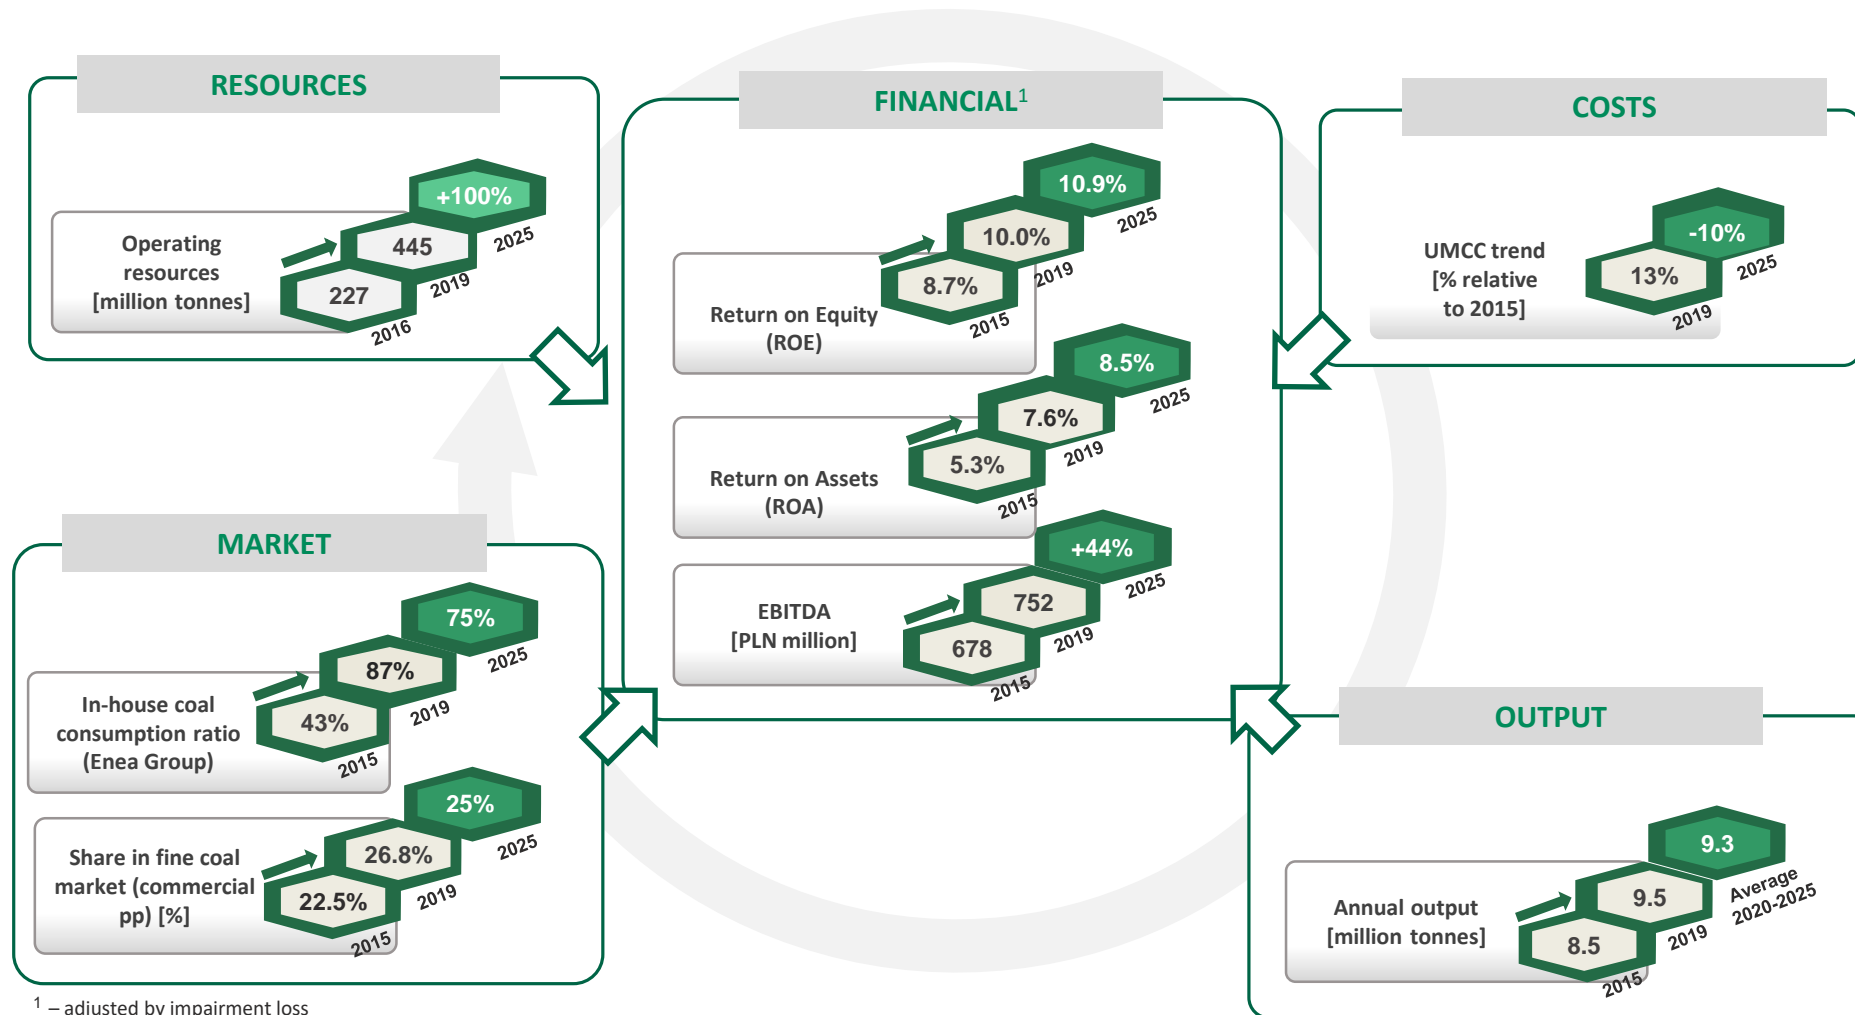 RESOURCES
Operating
resources
[million tonnes]
227
2016
445
2019
+100%
2025
FINANCIAL1
Return on Equity
(ROE)
8.7%
2015
10.0%
2019
10.9%
2025
Return on Assets
(ROA)
5.3%
2015
7.6%
2019
8.5%
2025
EBITDA
[PLN million]
678
2015
752
2019
+44%
2025
COSTS
UMCC trend
[% relative
to 2015]
13%
2019
-10%
2025
MARKET
In-house coal
consumption ratio
(Enea Group)
43%
2015
87%
2019
75%
2025
Share in fine coal
market (commercial
pp) [%]
22.5%
2015
26.8%
2019
25%
2025
OUTPUT
Annual output
[million tonnes]
8.5
2015
9.5
2019
9.3
Average
2020-2025
1 – adjusted by impairment loss